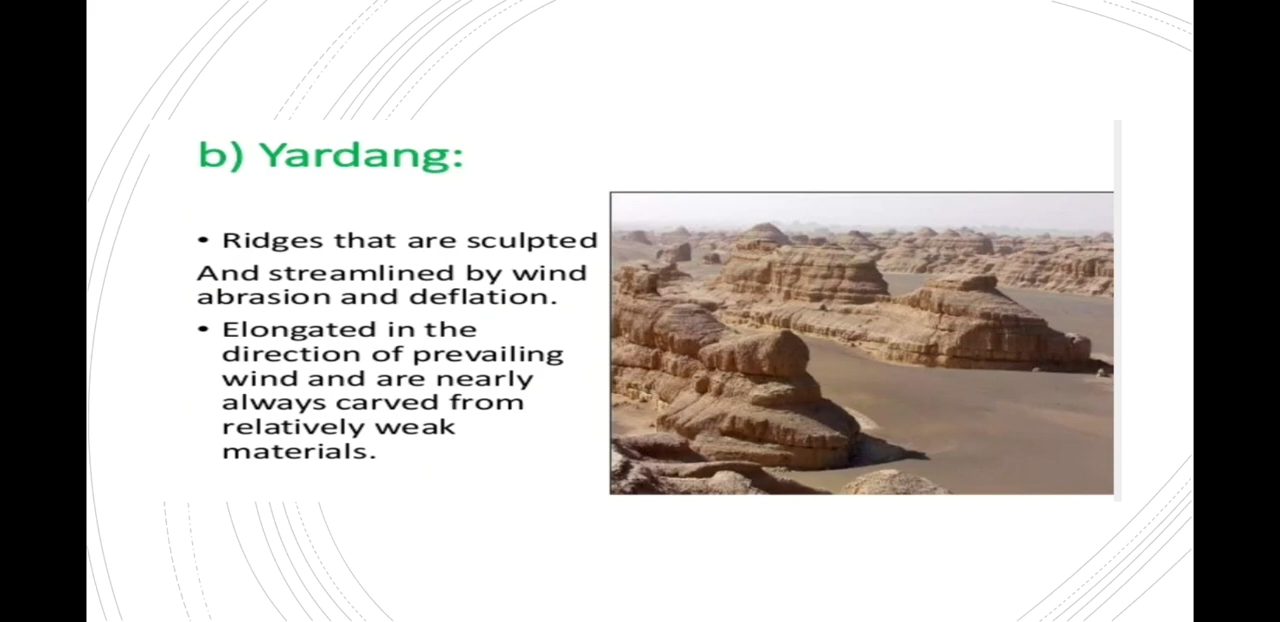 b) Yardang:
• Ridges that are sculpted
And streamlined by wind
abrasion and deflation.
• Elongated in the
direction of prevailing
wind and are nearly
always carved from
relatively weak
materials.